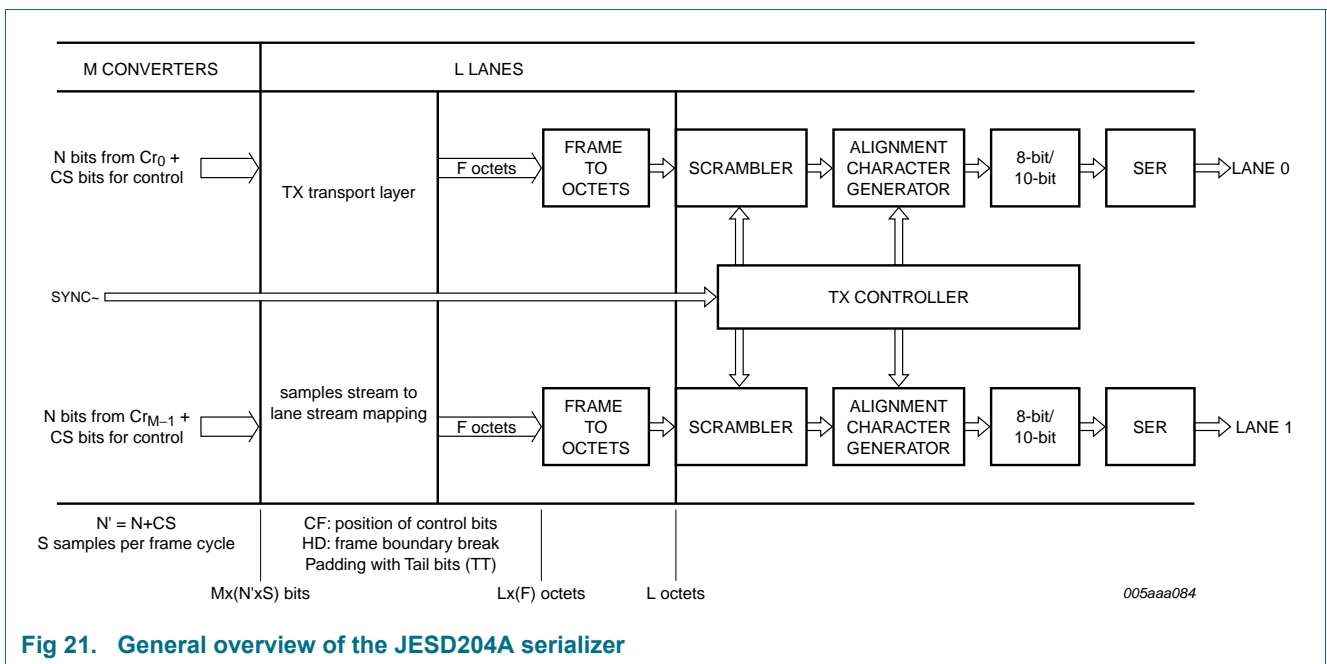 M CONVERTERS
L LANES
N bits from Cr0 +
CS bits for control
TX transport layer
F octets
FRAME
TO
OCTETS
SCRAMBLER
ALIGNMENT
CHARACTER
GENERATOR
8-bit/
10-bit
SER
LANE 0
SYNC~
TX CONTROLLER
N bits from CrM−1 +
CS bits for control
samples stream to
lane stream mapping
F octets
FRAME
TO
OCTETS
SCRAMBLER
ALIGNMENT
CHARACTER
GENERATOR
8-bit/
10-bit
SER
LANE 1
N' = N+CS
S samples per frame cycle
CF: position of control bits
HD: frame boundary break
Padding with Tail bits (TT)
Mx(N'xS) bits
Lx(F) octets
L octets
005aaa084
Fig 21. General overview of the JESD204A serializer